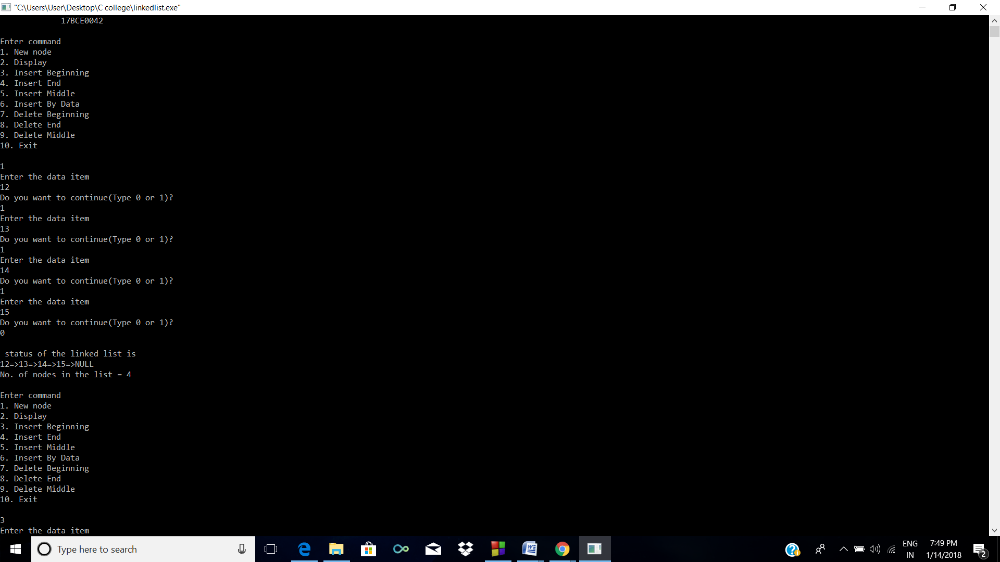 "C:\Users\User\Desktop\C college\linkedlist.exe"
17BCE0042
Enter command
1. New node
2. Display
3. Insert Beginning
4. Insert End
5. Insert Middle
6. Insert By Data
7. Delete Beginning
8. Delete End
9. Delete Middle
10. Exit
1
Enter the data item
12
Do you want to continue(Type 0 or 1)?
1
Enter the data item
13
Do you want to continue(Type 0 or 1)?
1
Enter the data item
14
Do you want to continue(Type 0 or 1)?
1
Enter the data item
15
Do you want to continue(Type 0 or 1)?
0
status of the linked list is
12=>13=>14=>15=>NULL
No. of nodes in the list = 4
Enter command
1. New node
2. Display
3. Insert Beginning
4. Insert End
5. Insert Middle
6. Insert By Data
7. Delete Beginning
8. Delete End
9. Delete Middle
10. Exit
3
Enter the data item
Type here to search
ENG
IN
7:49 PM
1/14/2018
2